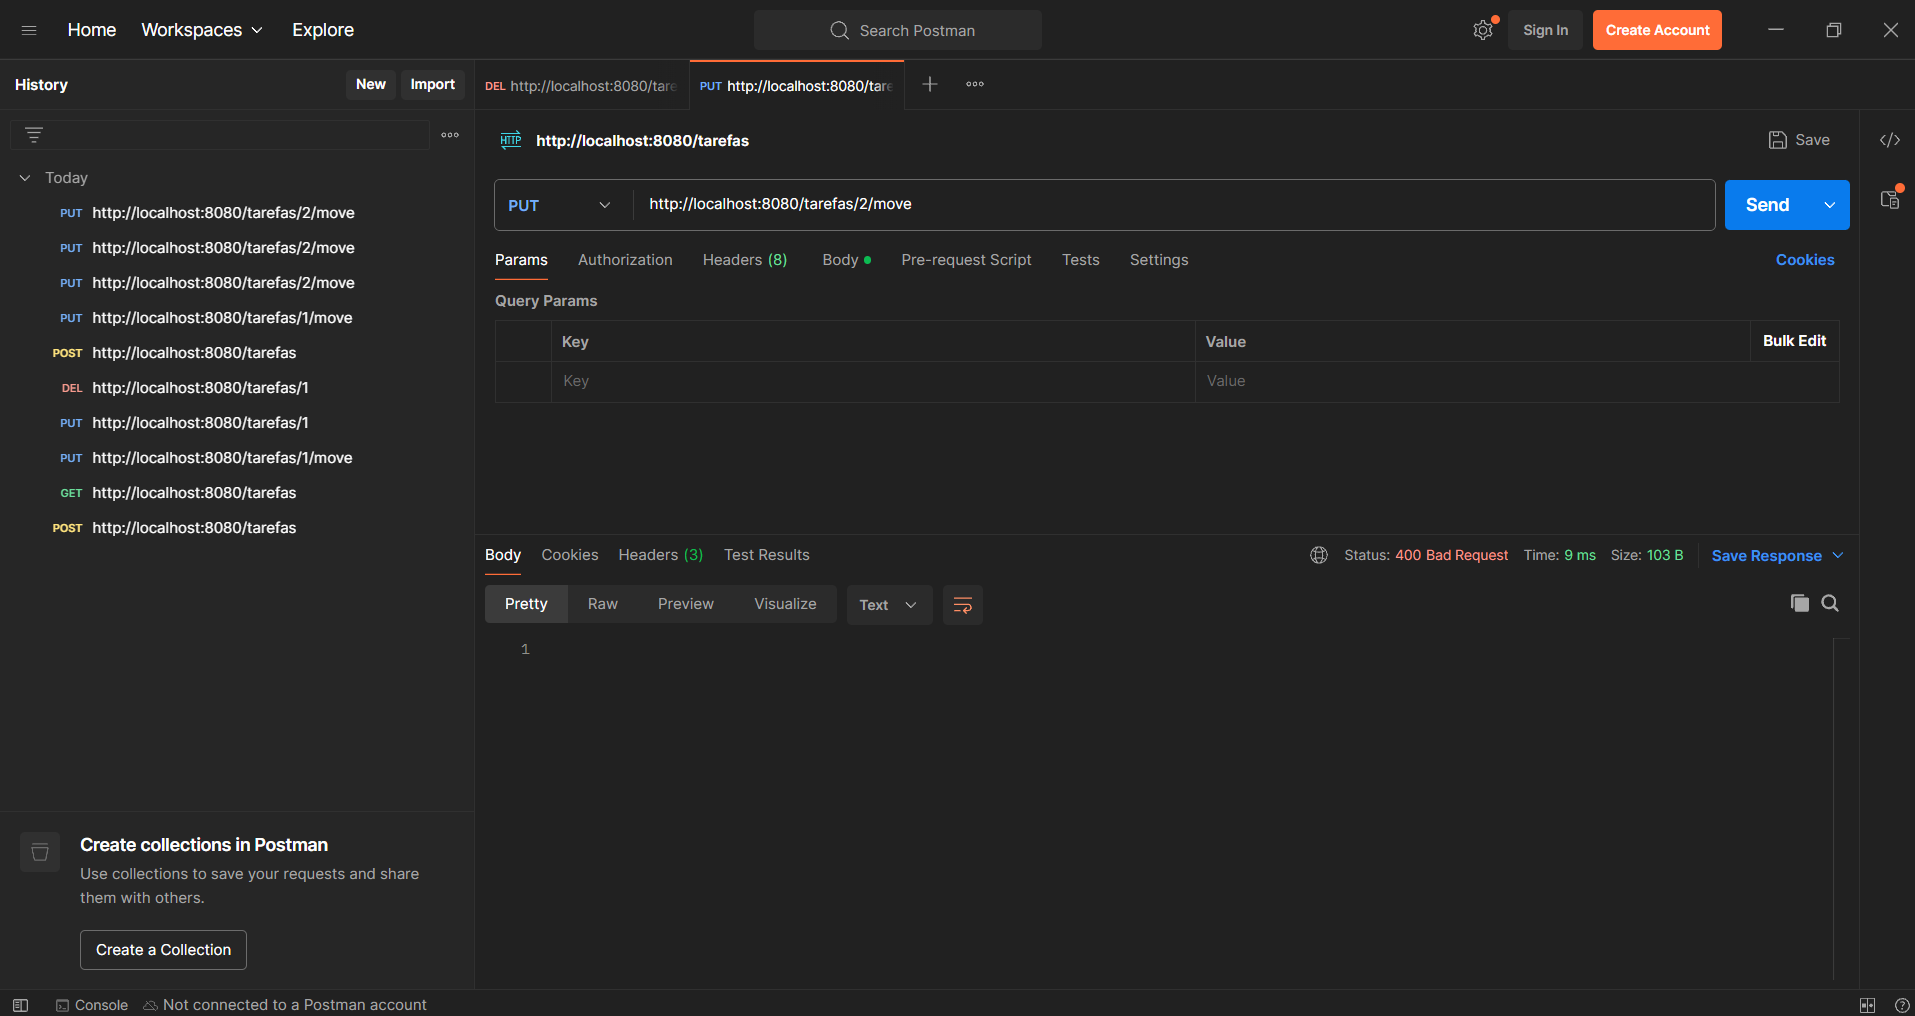 Home Workspaces Explore Search Postman Sign In Create Account
History New Import
DEL http://localhost:8080/tare PUT http://localhost:8080/tare
Today
PUT http://localhost:8080/tarefas/2/move
PUT http://localhost:8080/tarefas/2/move
PUT http://localhost:8080/tarefas/2/move
PUT http://localhost:8080/tarefas/1/move
POST http://localhost:8080/tarefas
DEL http://localhost:8080/tarefas/1
PUT http://localhost:8080/tarefas/1
PUT http://localhost:8080/tarefas/1/move
GET http://localhost:8080/tarefas
POST http://localhost:8080/tarefas
Create collections in Postman
Use collections to save your requests and share
them with others.
Create a Collection
HTTP http://localhost:8080/tarefas Save </>
PUT http://localhost:8080/tarefas/2/move Send
Params Authorization Headers (8) Body Pre-request Script Tests Settings Cookies
Query Params
Key Value Bulk Edit
Key Value
Body Cookies Headers (3) Test Results Status: 400 Bad Request Time: 9 ms Size: 103 B Save Response
Pretty Raw Preview Visualize Text
1
Console Not connected to a Postman account